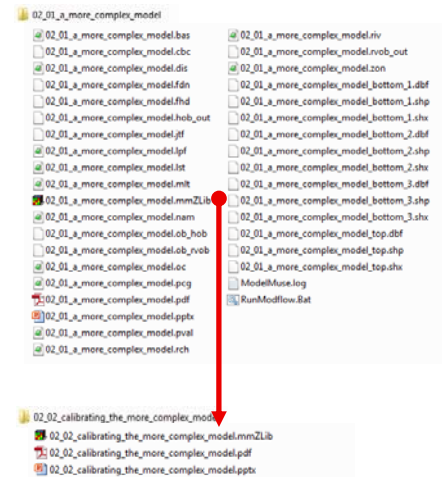 02_01_a_more_complex_model
02_01_a_more_complex_model.bas
02_01_a_more_complex_model.cbc
02_01_a_more_complex_model.dis
02_01_a_more_complex_model.fdn
02_01_a_more_complex_model.fhd
02_01_a_more_complex_model.hob_out
02_01_a_more_complex_model.jtf
02_01_a_more_complex_model.lpf
02_01_a_more_complex_model.lst
02_01_a_more_complex_model.mlt
02_01_a_more_complex_model.mmZLib
02_01_a_more_complex_model.nam
02_01_a_more_complex_model.ob_hob
02_01_a_more_complex_model.ob_rvob
02_01_a_more_complex_model.oc
02_01_a_more_complex_model.pcg
02_01_a_more_complex_model.pdf
02_01_a_more_complex_model.pptx
02_01_a_more_complex_model.pval
02_01_a_more_complex_model.rch
02_01_a_more_complex_model.riv
02_01_a_more_complex_model.rvob_out
02_01_a_more_complex_model.zon
02_01_a_more_complex_model_bottom_1.dbf
02_01_a_more_complex_model_bottom_1.shp
02_01_a_more_complex_model_bottom_1.shx
02_01_a_more_complex_model_bottom_2.dbf
02_01_a_more_complex_model_bottom_2.shp
02_01_a_more_complex_model_bottom_2.shx
02_01_a_more_complex_model_bottom_3.dbf
02_01_a_more_complex_model_bottom_3.shp
02_01_a_more_complex_model_bottom_3.shx
02_01_a_more_complex_model_top.dbf
02_01_a_more_complex_model_top.shp
02_01_a_more_complex_model_top.shx
ModelMuse.log
RunModflow.Bat
02_02_calibrating_the_more_complex_model
02_02_calibrating_the_more_complex_model.mmZLib
02_02_calibrating_the_more_complex_model.pdf
02_02_calibrating_the_more_complex_model.pptx